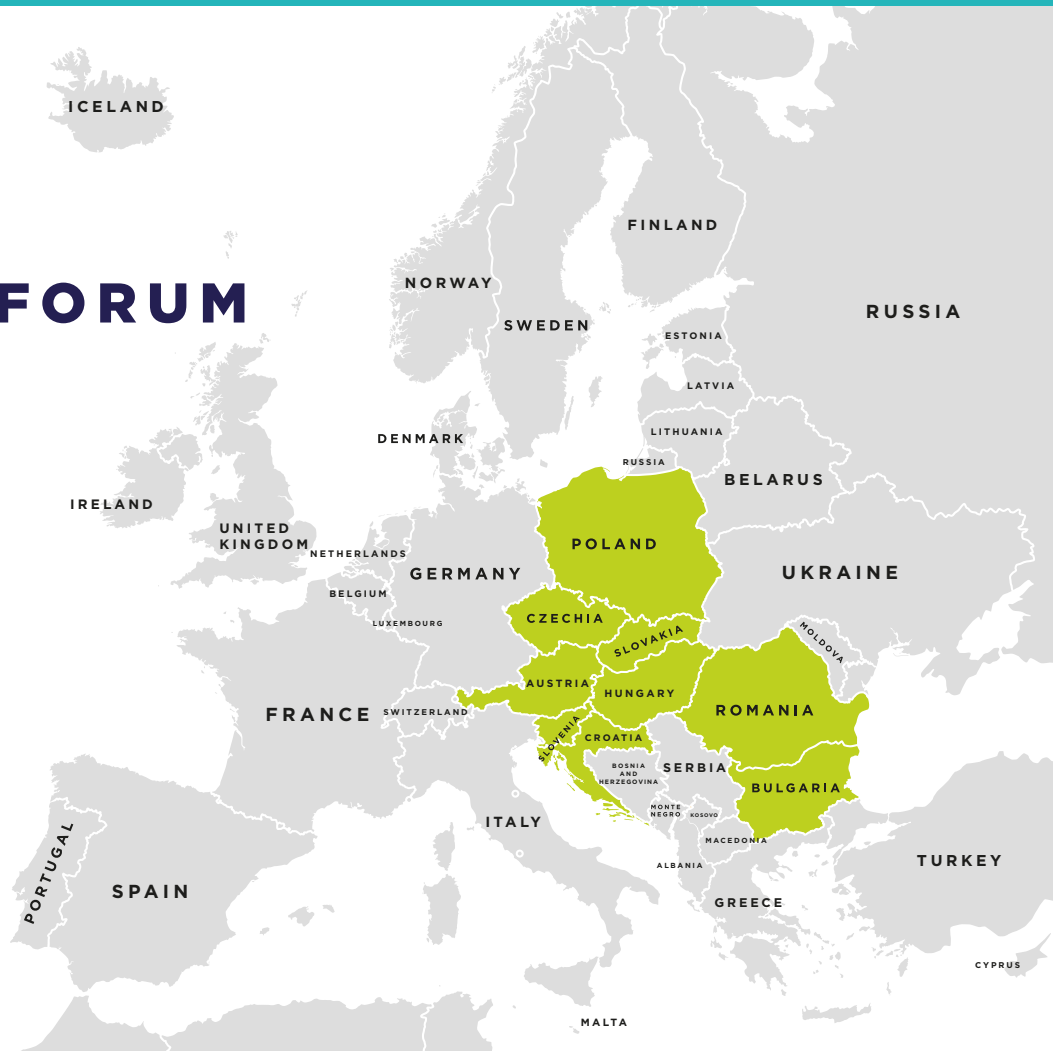 ICELAND
FINLAND
FORUM
NORWAY
RUSSIA
SWEDEN
ESTONIA
LATVIA
LITHUANIA
DENMARK
RUSSIA
BELARUS
IRELAND
UNITED
KINGDOM
POLAND
NETHERLANDS
GERMANY
UKRAINE
BELGIUM
CZECHIA
LUXEMBOURG
SLOVAKIA
MOLDOVA
AUSTRIA
HUNGARY
FRANCE
SWITZERLAND
ROMANIA
SLOVENIA
CROATIA
BOSNIA
AND
HERZEGOVINA
SERBIA
BULGARIA
MONTE
NEGRO
KOSOVO
ITALY
MACEDONIA
ALBANIA
TURKEY
PORTUGAL
SPAIN
GREECE
CYPRUS
MALTA